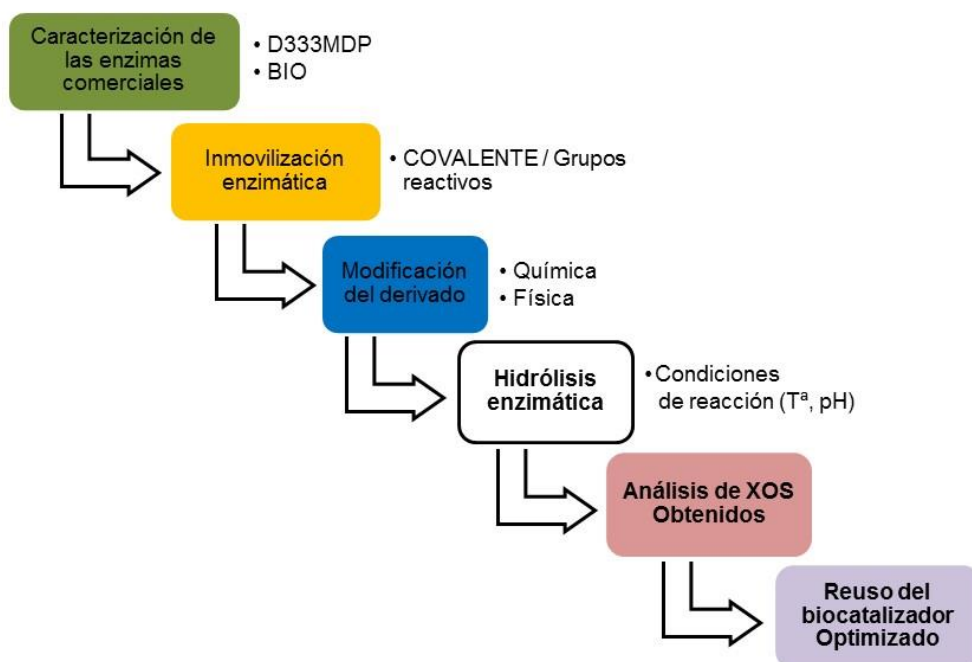 Caracterización de
las enzimas
comerciales
• D333MDP
• BIO
Inmovilización
enzimática
• COVALENTE / Grupos
reactivos
Modificación
del derivado
• Química
• Física
Hidrólisis
enzimática
• Condiciones
de reacción (Tª, pH)
Análisis de XOS
Obtenidos
Reuso del
biocatalizador
Optimizado